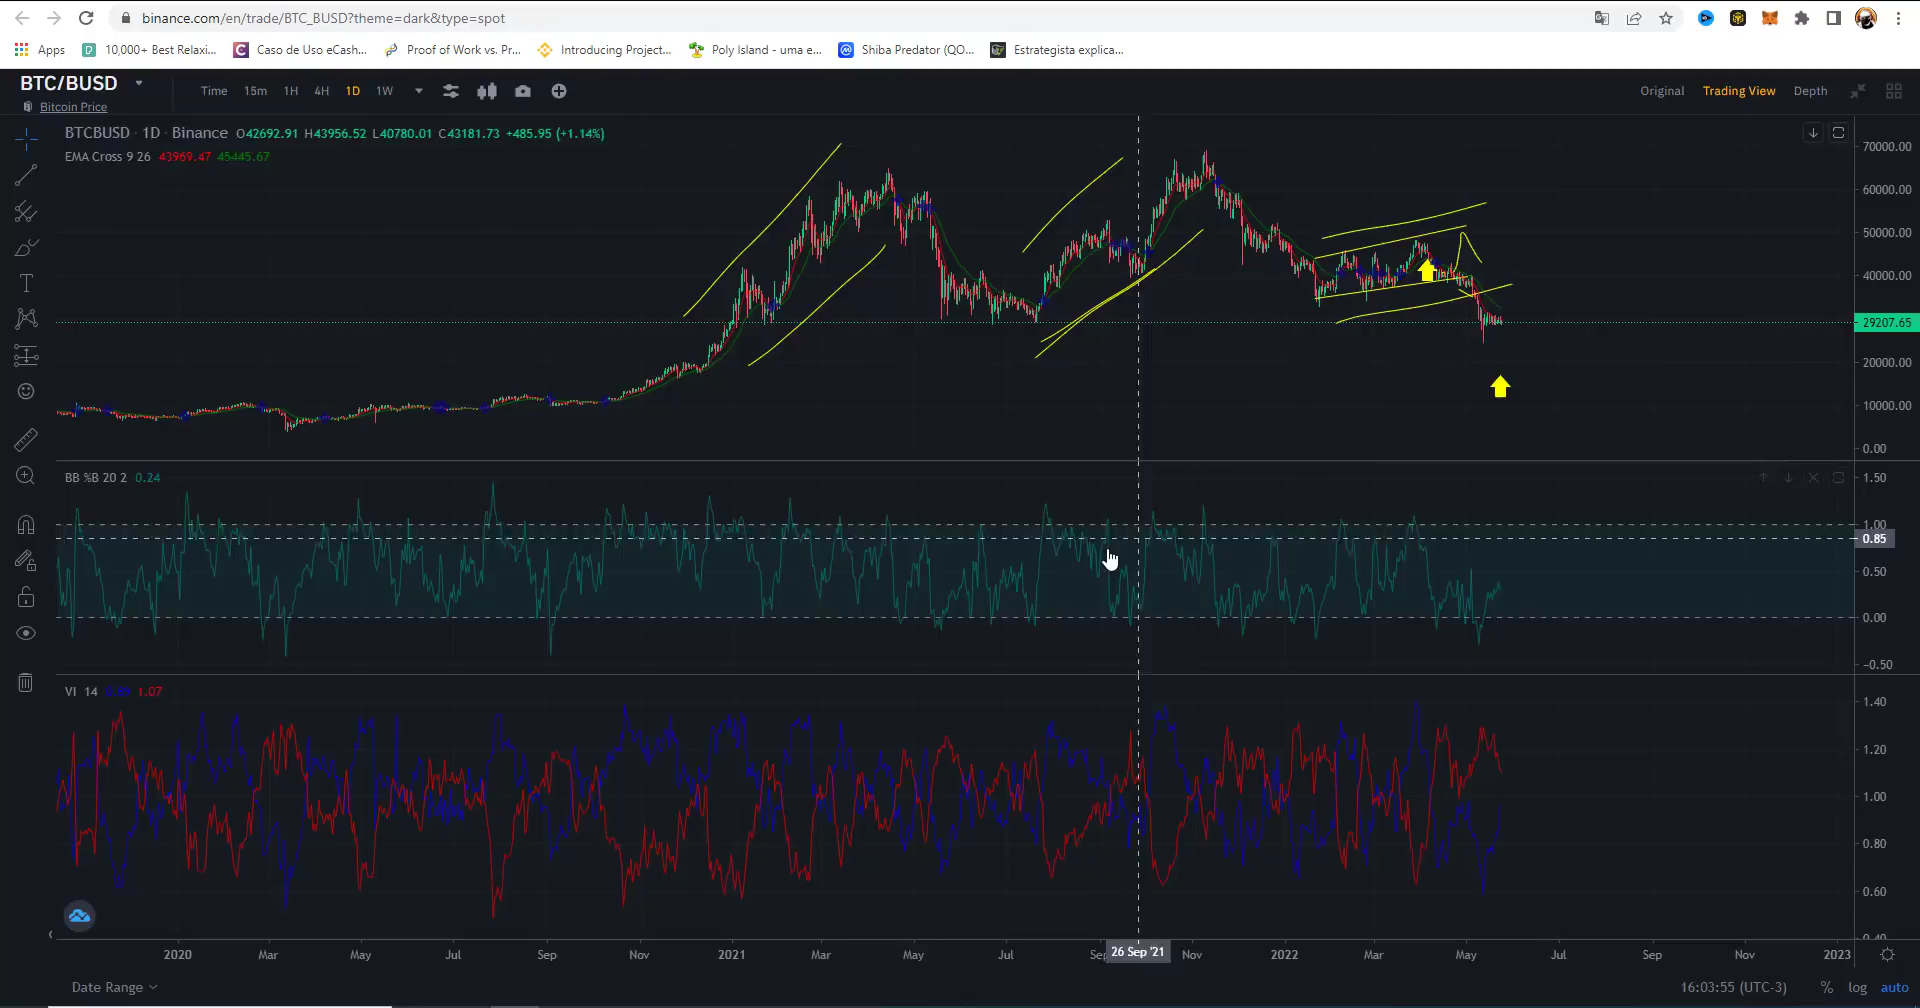 binance.com/en/trade/BTC_BUSD?theme=dark&type=spot
Apps 10,000+ Best Relaxi... Caso de Uso eCash... Proof of Work vs. Pr... Introducing Project... Poly Island - uma e... Shiba Predator (QO... Estrategista explica...
BTC/BUSD
Bitcoin Price
Time 15m 1H 4H 1D 1W
Original Trading View Depth
BTCBUSD · 1D · Binance O42692.91 H43956.52 L40780.01 C43181.73 +485.95 (+1.14%)
EMA Cross 9 26 43969.47 45445.67
70000.00
60000.00
50000.00
40000.00
29207.65
20000.00
10000.00
0.00
BB %B 20 2 0.24
1.50
1.00
0.85
0.50
0.00
−0.50
VI 14 1.07
1.40
1.20
1.00
0.80
0.60
0.40
2020 Mar May Jul Sep Nov 2021 Mar May Jul Sep 26 Sep '21 Nov 2022 Mar May Jul Sep Nov 2023
Date Range
16:03:55 (UTC-3) % log auto